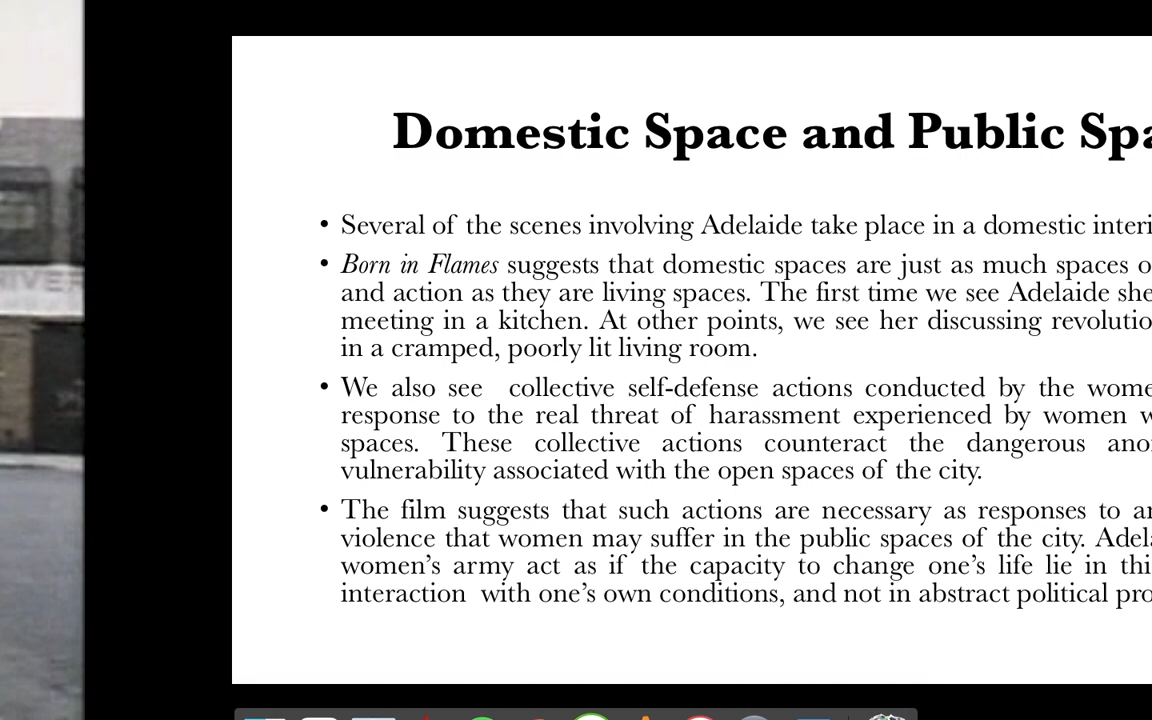 Domestic Space and Public Spa
• Several of the scenes involving Adelaide take place in a domestic interi
• Born in Flames suggests that domestic spaces are just as much spaces o
and action as they are living spaces. The first time we see Adelaide she
meeting in a kitchen. At other points, we see her discussing revolutio
in a cramped, poorly lit living room.
• We also see collective self-defense actions conducted by the wome
response to the real threat of harassment experienced by women w
spaces. These collective actions counteract the dangerous anon
vulnerability associated with the open spaces of the city.
• The film suggests that such actions are necessary as responses to an
violence that women may suffer in the public spaces of the city. Adela
women's army act as if the capacity to change one's life lie in thi
interaction with one's own conditions, and not in abstract political pro
NIVER